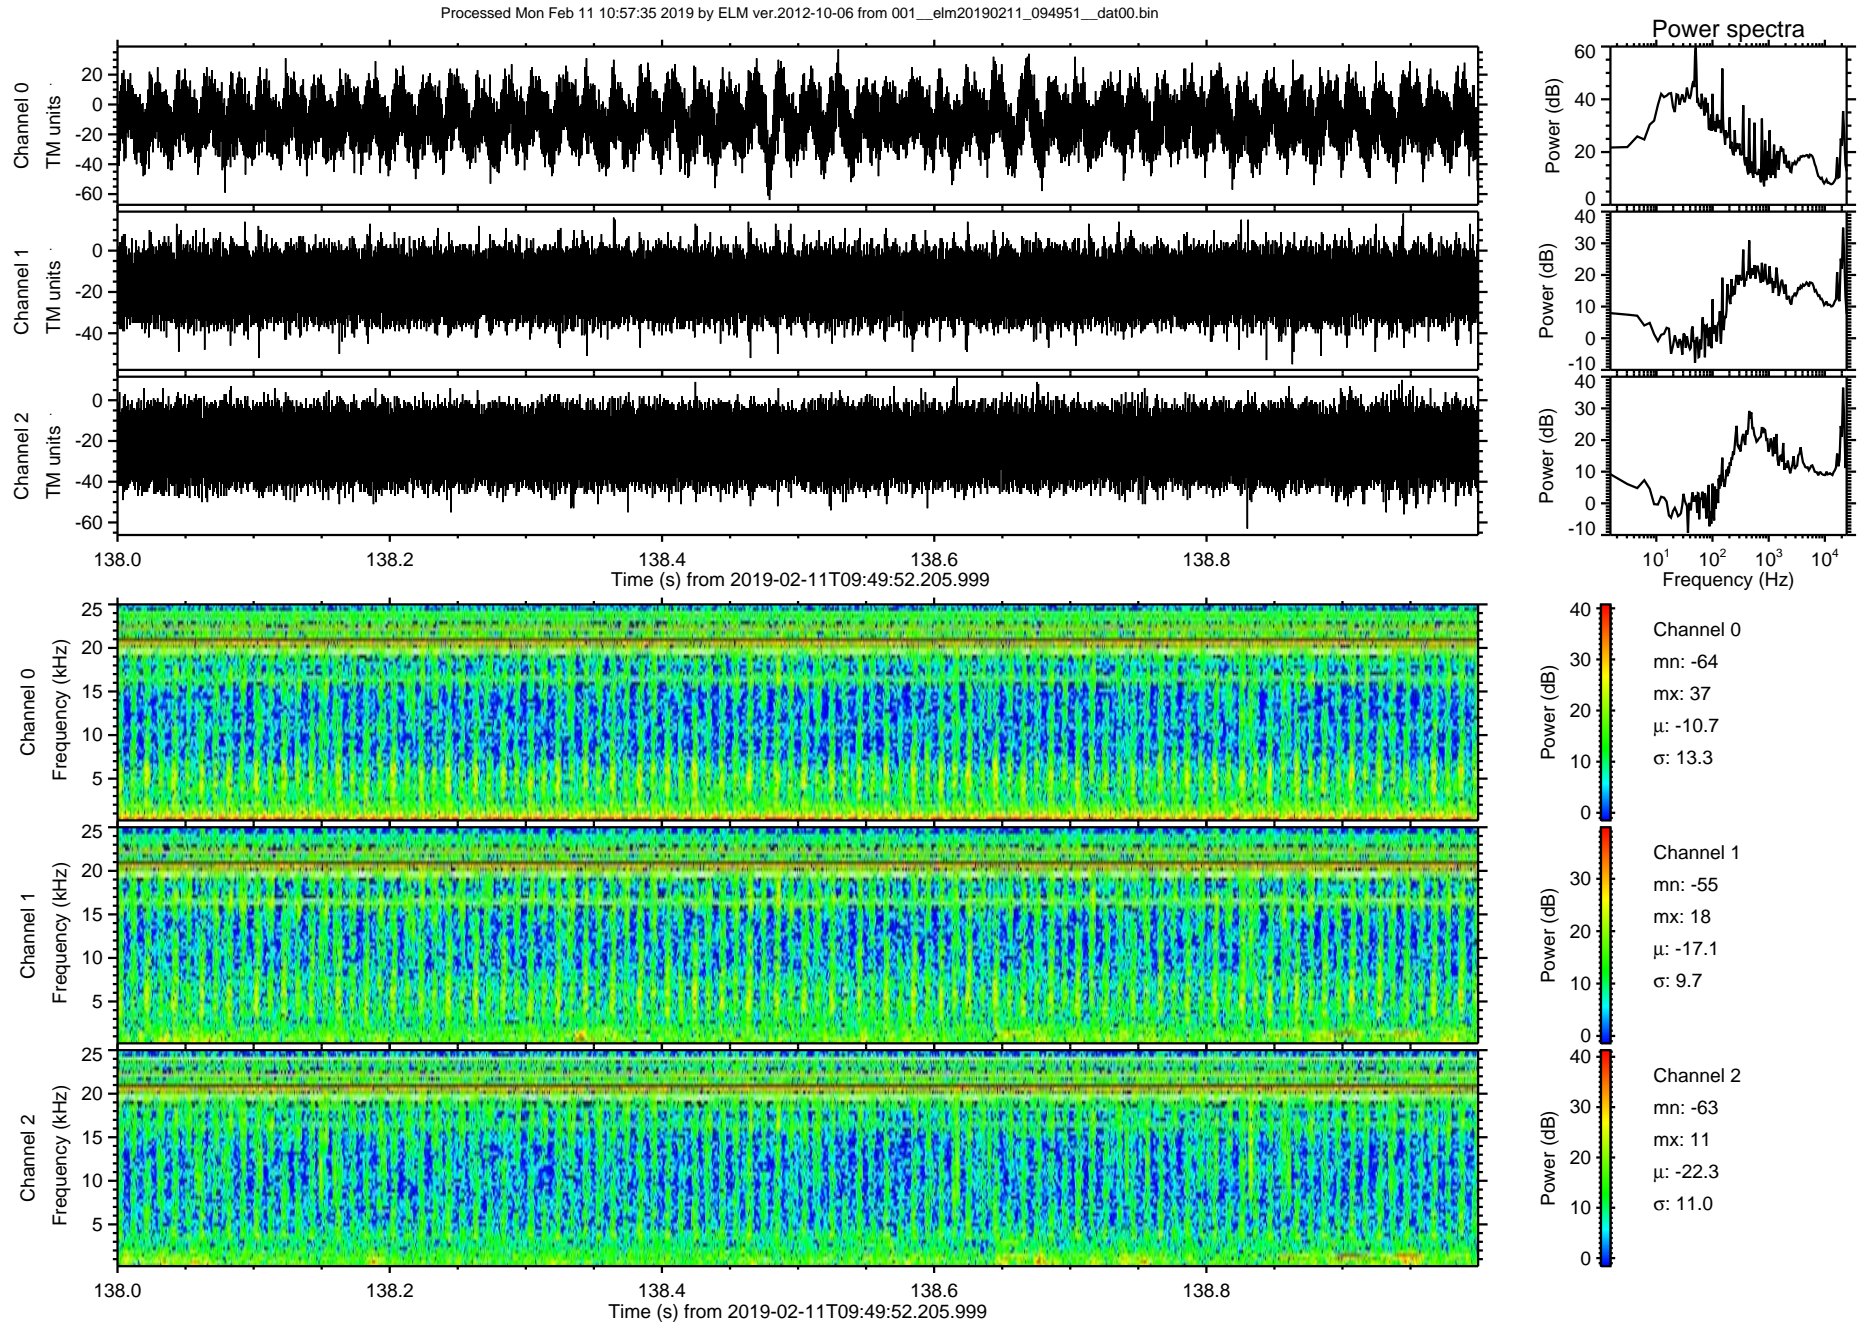 Processed Mon Feb 11 10:57:35 2019 by ELM ver.2012-10-06 from 001__elm20190211_094951__dat00.bin
Power spectra
Channel 0
TM units
20
0
-20
-40
-60
Power (dB)
60
40
20
0
Channel 1
TM units
0
-20
-40
Power (dB)
40
30
20
10
0
-10
Channel 2
TM units
0
-20
-40
-60
Power (dB)
40
30
20
10
0
-10
138.0 138.2 138.4 138.6 138.8
Time (s) from 2019-02-11T09:49:52.205.999
10^1 10^2 10^3 10^4
Frequency (Hz)
Channel 0
Frequency (kHz)
25
20
15
10
5
Power (dB)
40
30
20
10
0
Channel 0
mn: -64
mx: 37
μ: -10.7
σ: 13.3
Channel 1
Frequency (kHz)
25
20
15
10
5
Power (dB)
30
20
10
0
Channel 1
mn: -55
mx: 18
μ: -17.1
σ: 9.7
Channel 2
Frequency (kHz)
25
20
15
10
5
Power (dB)
40
30
20
10
0
Channel 2
mn: -63
mx: 11
μ: -22.3
σ: 11.0
138.0 138.2 138.4 138.6 138.8
Time (s) from 2019-02-11T09:49:52.205.999